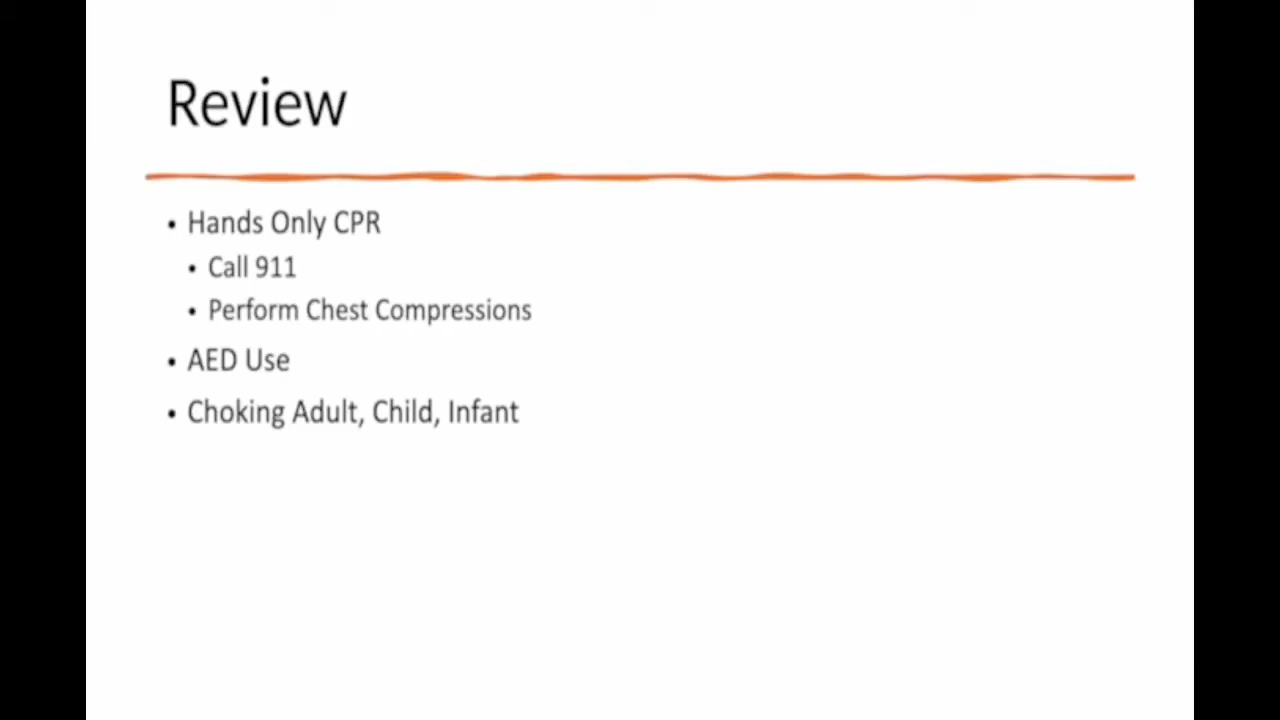 Review
• Hands Only CPR
• Call 911
• Perform Chest Compressions
• AED Use
• Choking Adult, Child, Infant